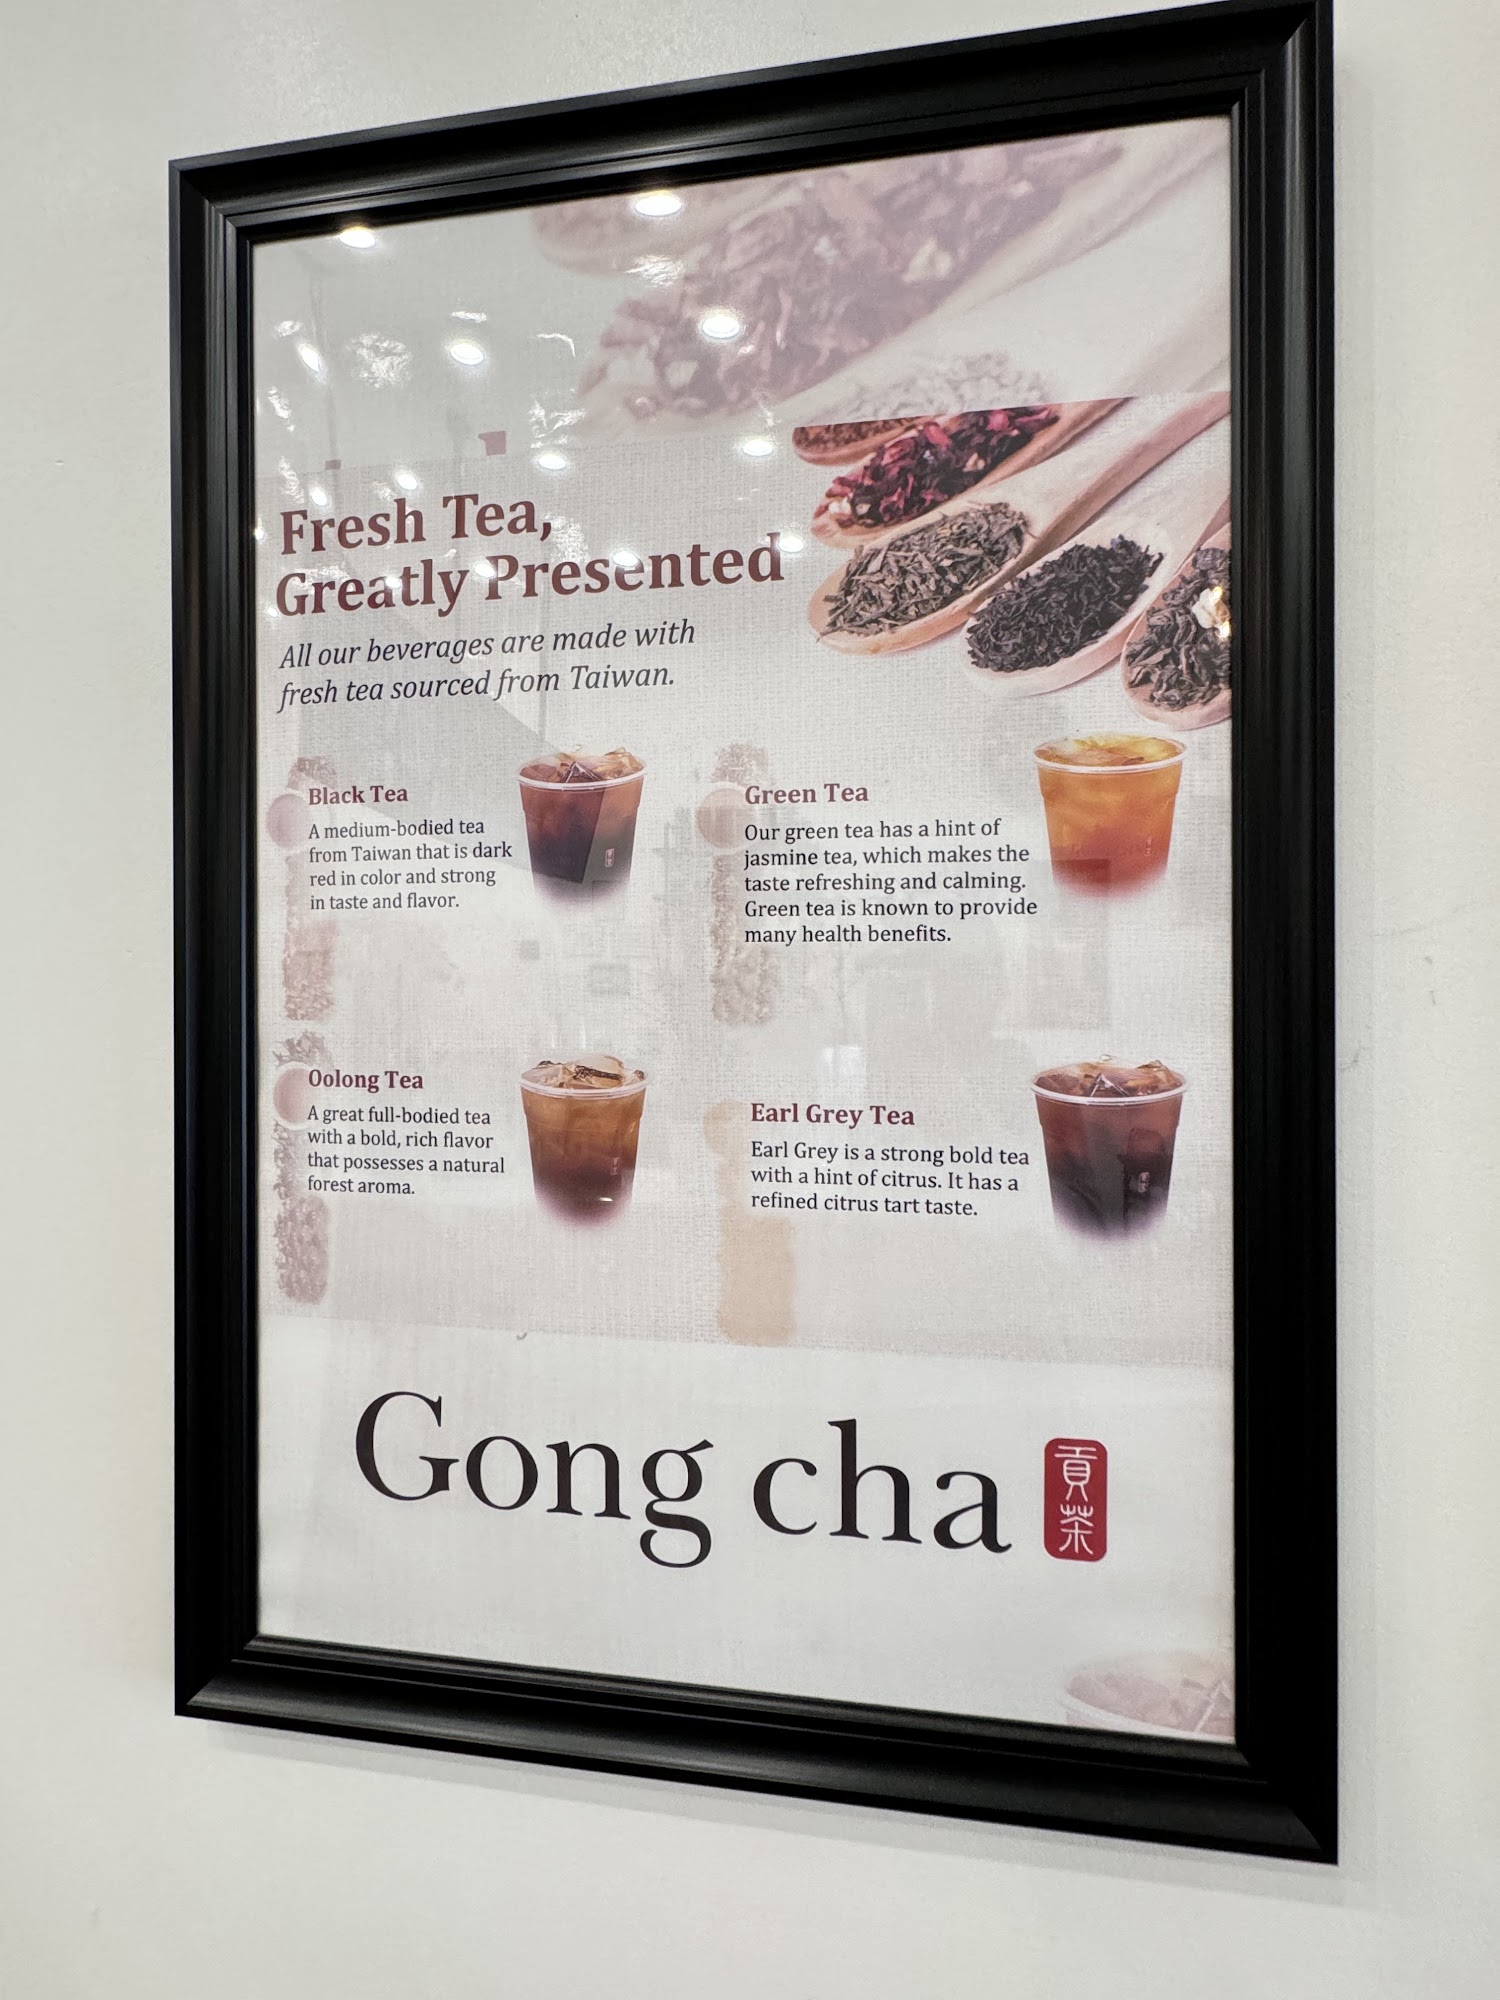 Fresh Tea,
Greatly Presented
All our beverages are made with
fresh tea sourced from Taiwan.
Black Tea
A medium-bodied tea
from Taiwan that is dark
red in color and strong
in taste and flavor.
Green Tea
Our green tea has a hint of
jasmine tea, which makes the
taste refreshing and calming.
Green tea is known to provide
many health benefits.
Oolong Tea
A great full-bodied tea
with a bold, rich flavor
that possesses a natural
forest aroma.
Earl Grey Tea
Earl Grey is a strong bold tea
with a hint of citrus. It has a
refined citrus tart taste.
Gong cha 貢茶